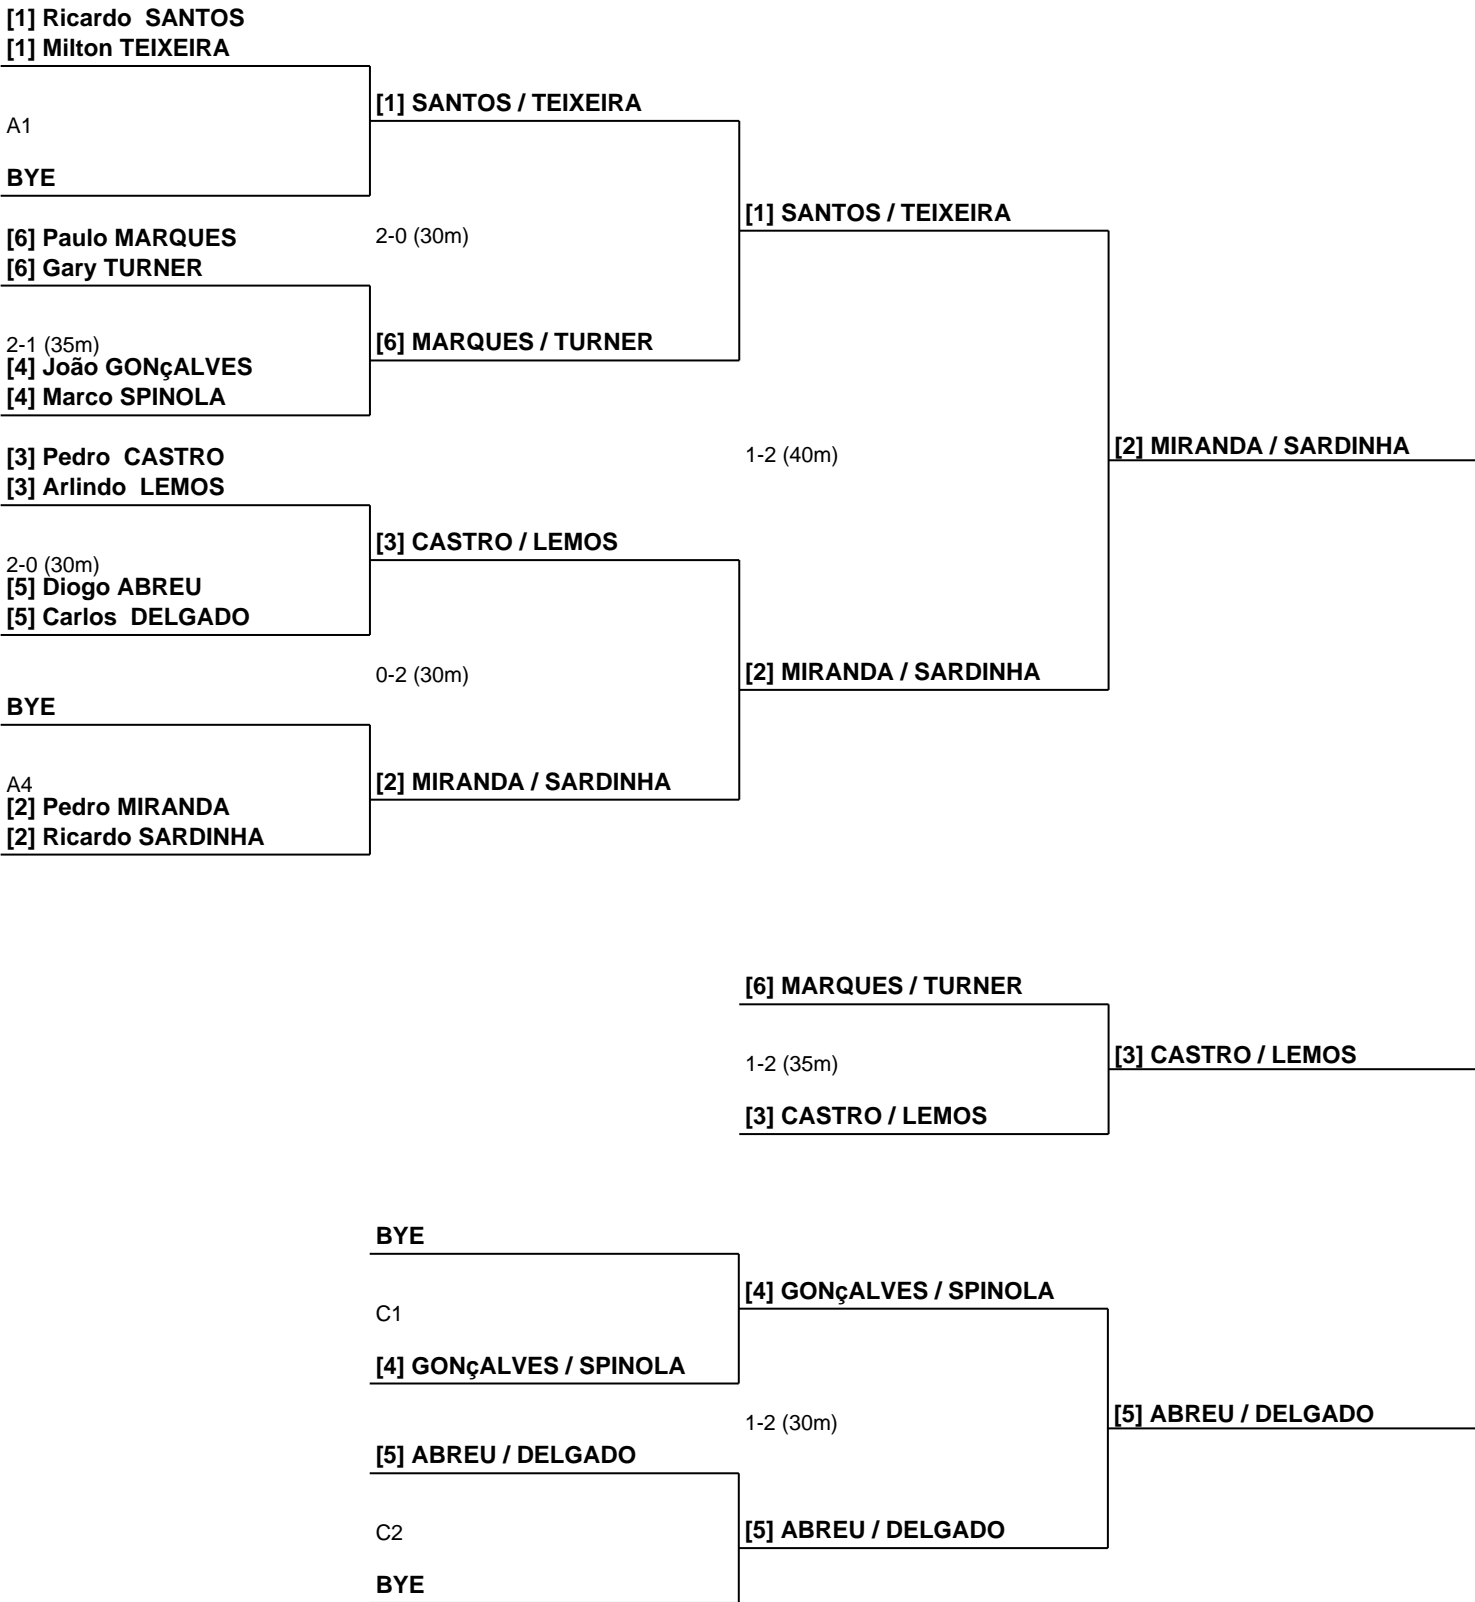 [1] Ricardo  SANTOS
[1] Milton TEIXEIRA
[1] SANTOS / TEIXEIRA
A1
BYE
[1] SANTOS / TEIXEIRA
[6] Paulo MARQUES
2-0 (30m)
[6] Gary TURNER
2-1 (35m)
[6] MARQUES / TURNER
[4] João GONçALVES
[4] Marco SPINOLA
[3] Pedro  CASTRO
1-2 (40m)
[2] MIRANDA / SARDINHA
[3] Arlindo  LEMOS
[3] CASTRO / LEMOS
2-0 (30m)
[5] Diogo ABREU
[5] Carlos  DELGADO
0-2 (30m)
[2] MIRANDA / SARDINHA
BYE
A4
[2] MIRANDA / SARDINHA
[2] Pedro MIRANDA
[2] Ricardo SARDINHA
[6] MARQUES / TURNER
1-2 (35m)
[3] CASTRO / LEMOS
[3] CASTRO / LEMOS
BYE
[4] GONçALVES / SPINOLA
C1
[4] GONçALVES / SPINOLA
1-2 (30m)
[5] ABREU / DELGADO
[5] ABREU / DELGADO
C2
[5] ABREU / DELGADO
BYE